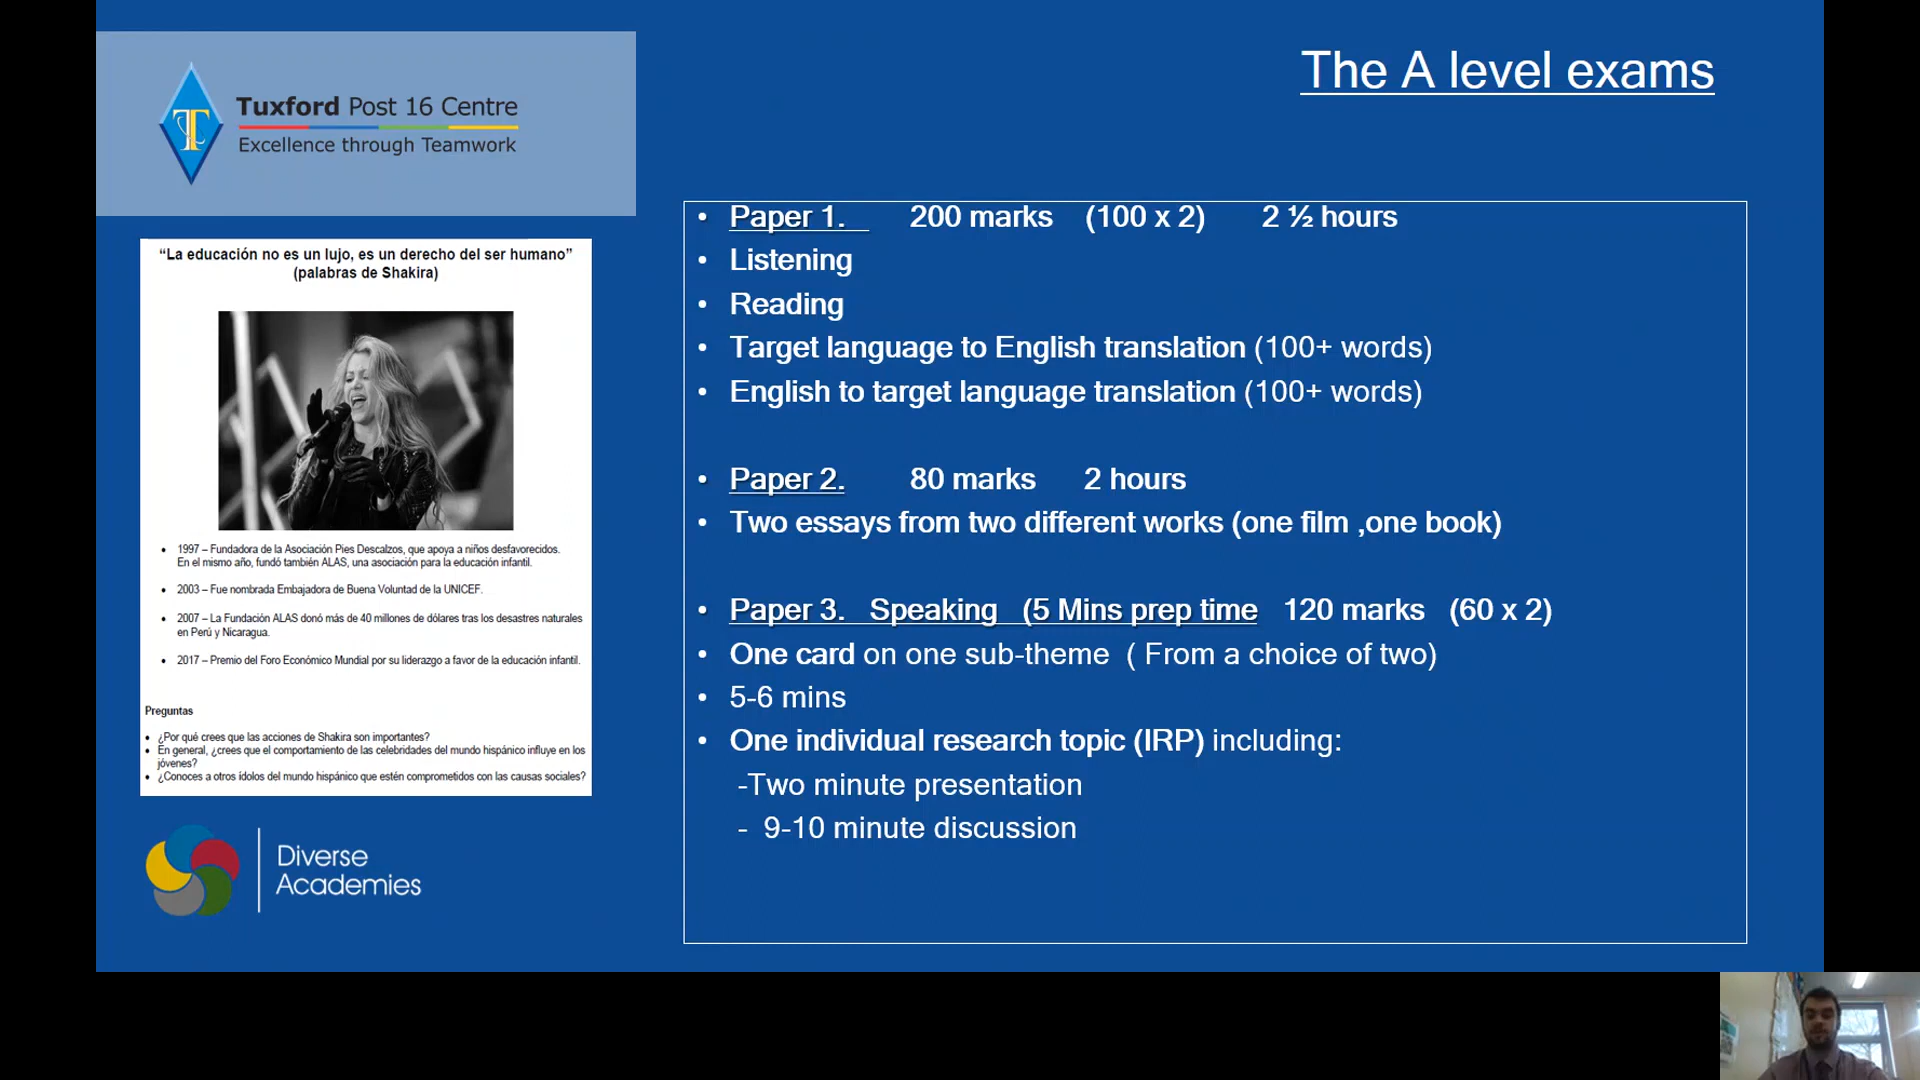 Tuxford Post 16 Centre
Excellence through Teamwork
The A level exams
“La educación no es un lujo, es un derecho del ser humano”
(palabras de Shakira)
• 1997 – Fundadora de la Asociación Pies Descalzos, que apoya a niños desfavorecidos.
En el mismo año, fundó también ALAS, una asociación para la educación infantil.
• 2003 – Fue nombrada Embajadora de Buena Voluntad de la UNICEF.
• 2007 – La Fundación ALAS donó más de 40 millones de dólares tras los desastres naturales
en Perú y Nicaragua.
• 2017 – Premio del Foro Económico Mundial por su liderazgo a favor de la educación infantil.
Preguntas
• ¿Por qué crees que las acciones de Shakira son importantes?
• En general, ¿crees que el comportamiento de las celebridades del mundo hispánico influye en los
jóvenes?
• ¿Conoces a otros ídolos del mundo hispánico que estén comprometidos con las causas sociales?
Diverse
Academies
• Paper 1. 200 marks (100 x 2) 2 ½ hours
• Listening
• Reading
• Target language to English translation (100+ words)
• English to target language translation (100+ words)
• Paper 2. 80 marks 2 hours
• Two essays from two different works (one film ,one book)
• Paper 3. Speaking (5 Mins prep time 120 marks (60 x 2)
• One card on one sub-theme ( From a choice of two)
• 5-6 mins
• One individual research topic (IRP) including:
-Two minute presentation
- 9-10 minute discussion